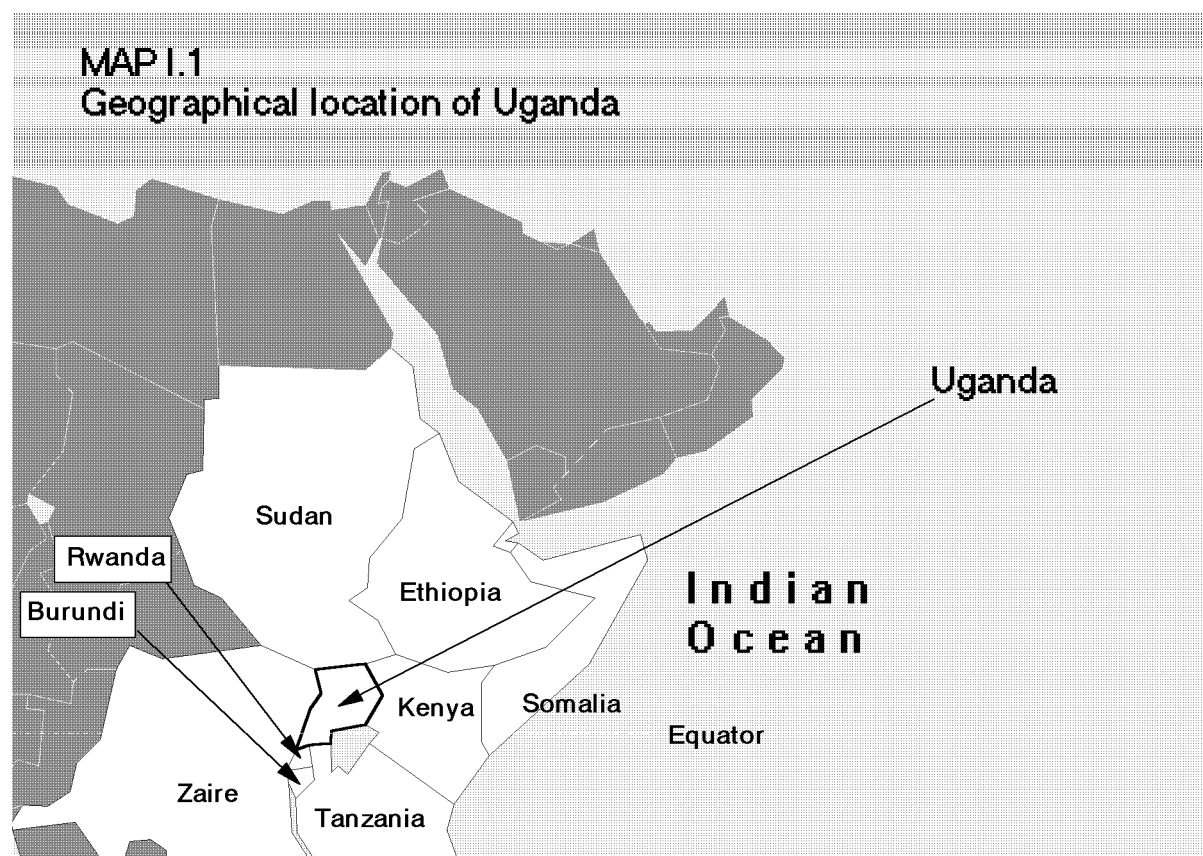 MAP I.1
Geographical location of Uganda
Uganda
Sudan
Rwanda
Ethiopia
Burundi
Indian
Ocean
Kenya
Somalia
Equator
Zaire
Tanzania